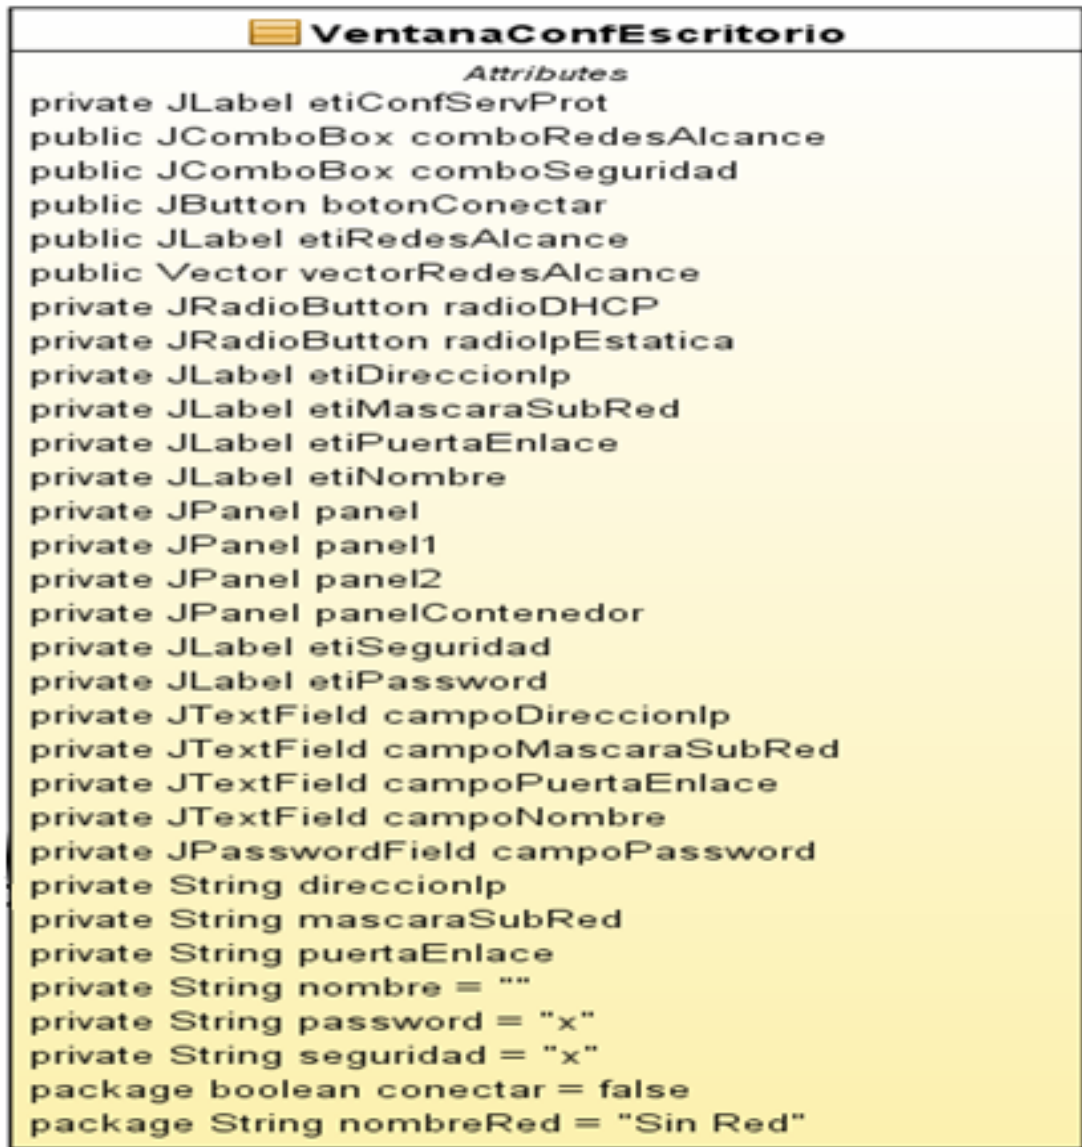 VentanaConfEscritorio
Attributes
private JLabel etiConfServProt
public JComboBox comboRedesAlcance
public JComboBox comboSeguridad
public JButton botonConectar
public JLabel etiRedesAlcance
public Vector vectorRedesAlcance
private JRadioButton radioDHCP
private JRadioButton radioIpEstatica
private JLabel etiDireccionIp
private JLabel etiMascaraSubRed
private JLabel etiPuertaEnlace
private JLabel etiNombre
private JPanel panel
private JPanel panel1
private JPanel panel2
private JPanel panelContenedor
private JLabel etiSeguridad
private JLabel etiPassword
private JTextField campoDireccionIp
private JTextField campoMascaraSubRed
private JTextField campoPuertaEnlace
private JTextField campoNombre
private JPasswordField campoPassword
private String direccionIp
private String mascaraSubRed
private String puertaEnlace
private String nombre = ""
private String password = "x"
private String seguridad = "x"
package boolean conectar = false
package String nombreRed = "Sin Red"